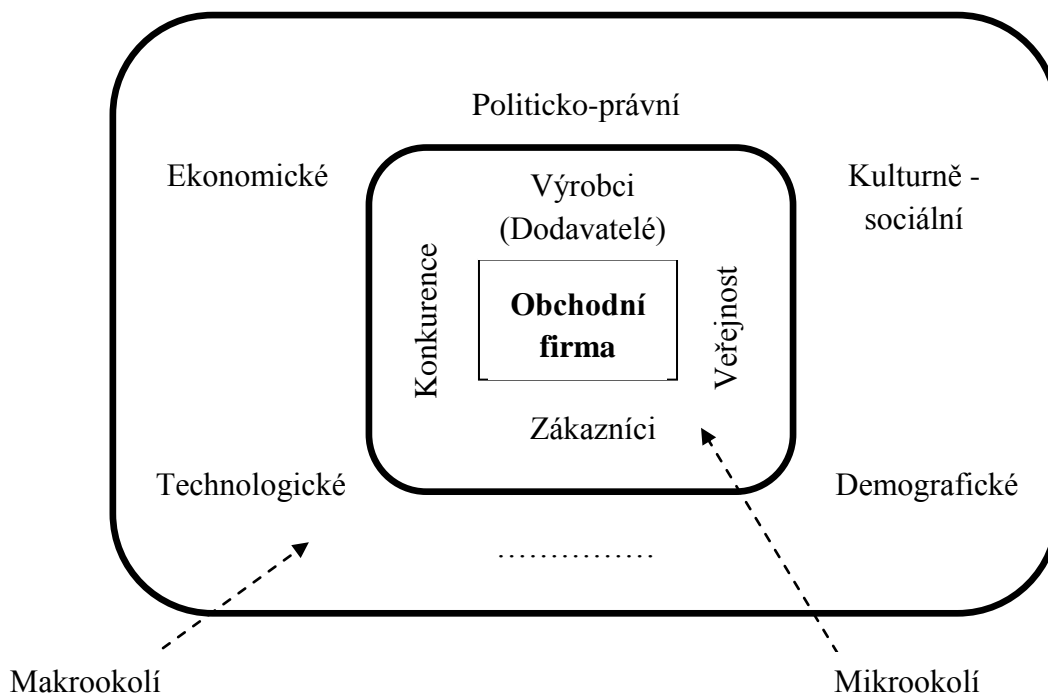 Politicko-právní
Ekonomické
Kulturně -
sociální
Výrobci
(Dodavatelé)
Konkurence
Obchodní
firma
Veřejnost
Zákazníci
Technologické
Demografické
................
Makrookolí
Mikrookolí